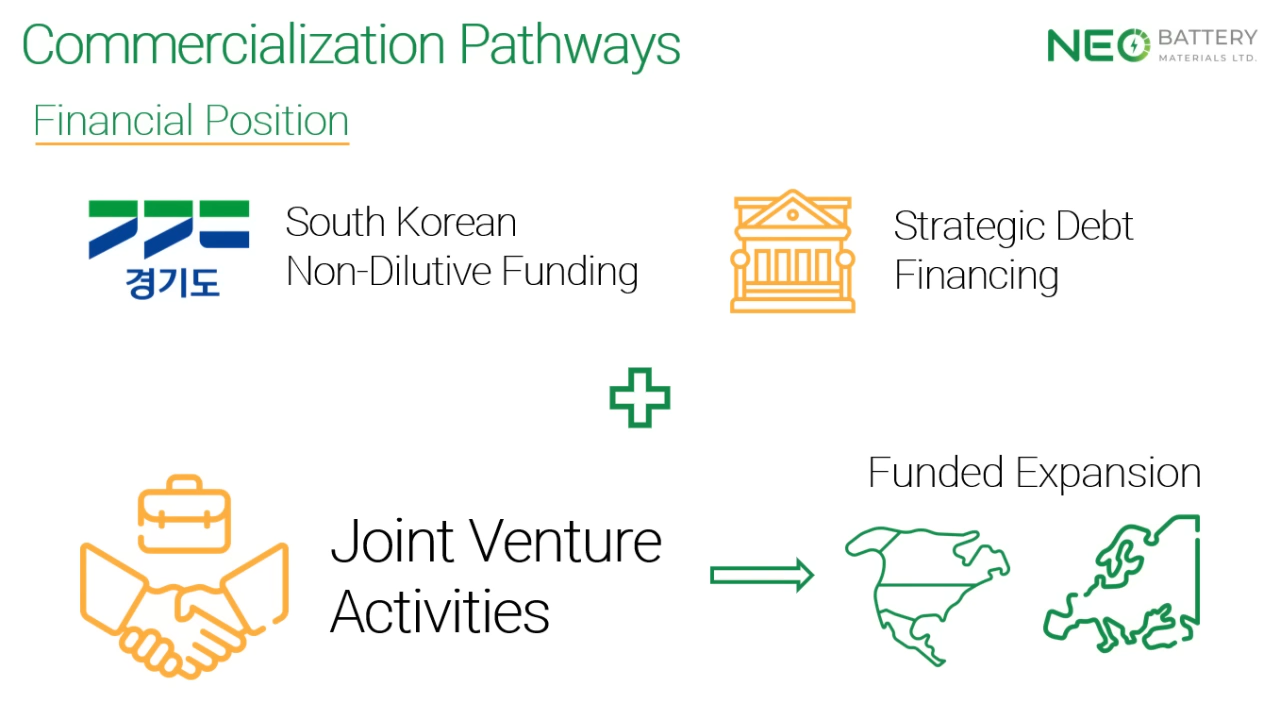 Commercialization Pathways
NEO BATTERY
MATERIALS LTD.
Financial Position
경기도
South Korean
Non-Dilutive Funding
Strategic Debt
Financing
Joint Venture
Activities
Funded Expansion